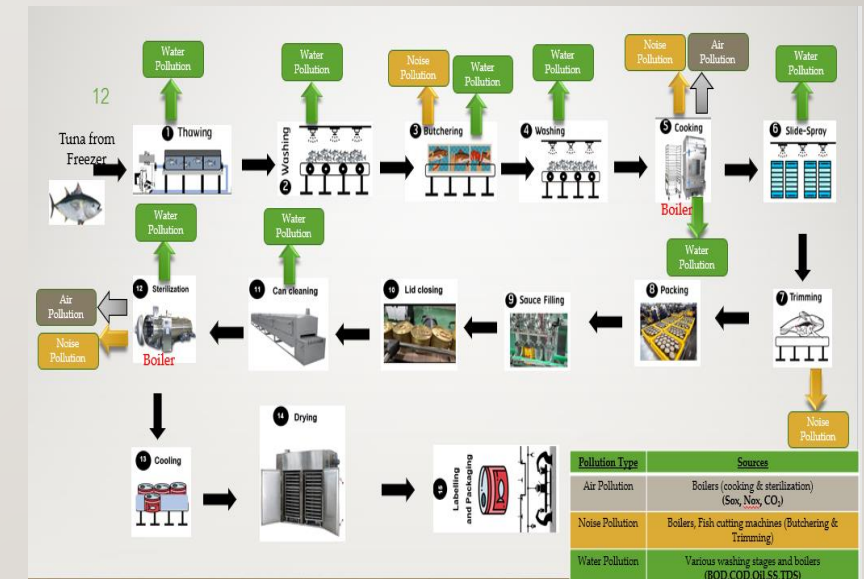 12
Tuna from
Freezer
Water
Pollution
1 Thawing
Water
Pollution
2 Washing
Noise
Pollution
Water
Pollution
3 Butchering
Water
Pollution
4 Washing
Noise
Pollution
Air
Pollution
5 Cooking
Boiler
Water
Pollution
Water
Pollution
6 Slide-Spray
7 Trimming
Noise
Pollution
8 Packing
9 Sauce Filling
10 Lid closing
Water
Pollution
11 Can cleaning
Water
Pollution
12 Sterilization
Boiler
Air
Pollution
Noise
Pollution
13 Cooling
14 Drying
15 Labelling
and Packaging
Pollution Type Sources
Air Pollution Boilers (cooking & sterilization)
(Sox, Nox, CO₂)
Noise Pollution Boilers, Fish cutting machines (Butchering &
Trimming)
Water Pollution Various washing stages and boilers
(BOD,COD,Oil,SS,TDS)